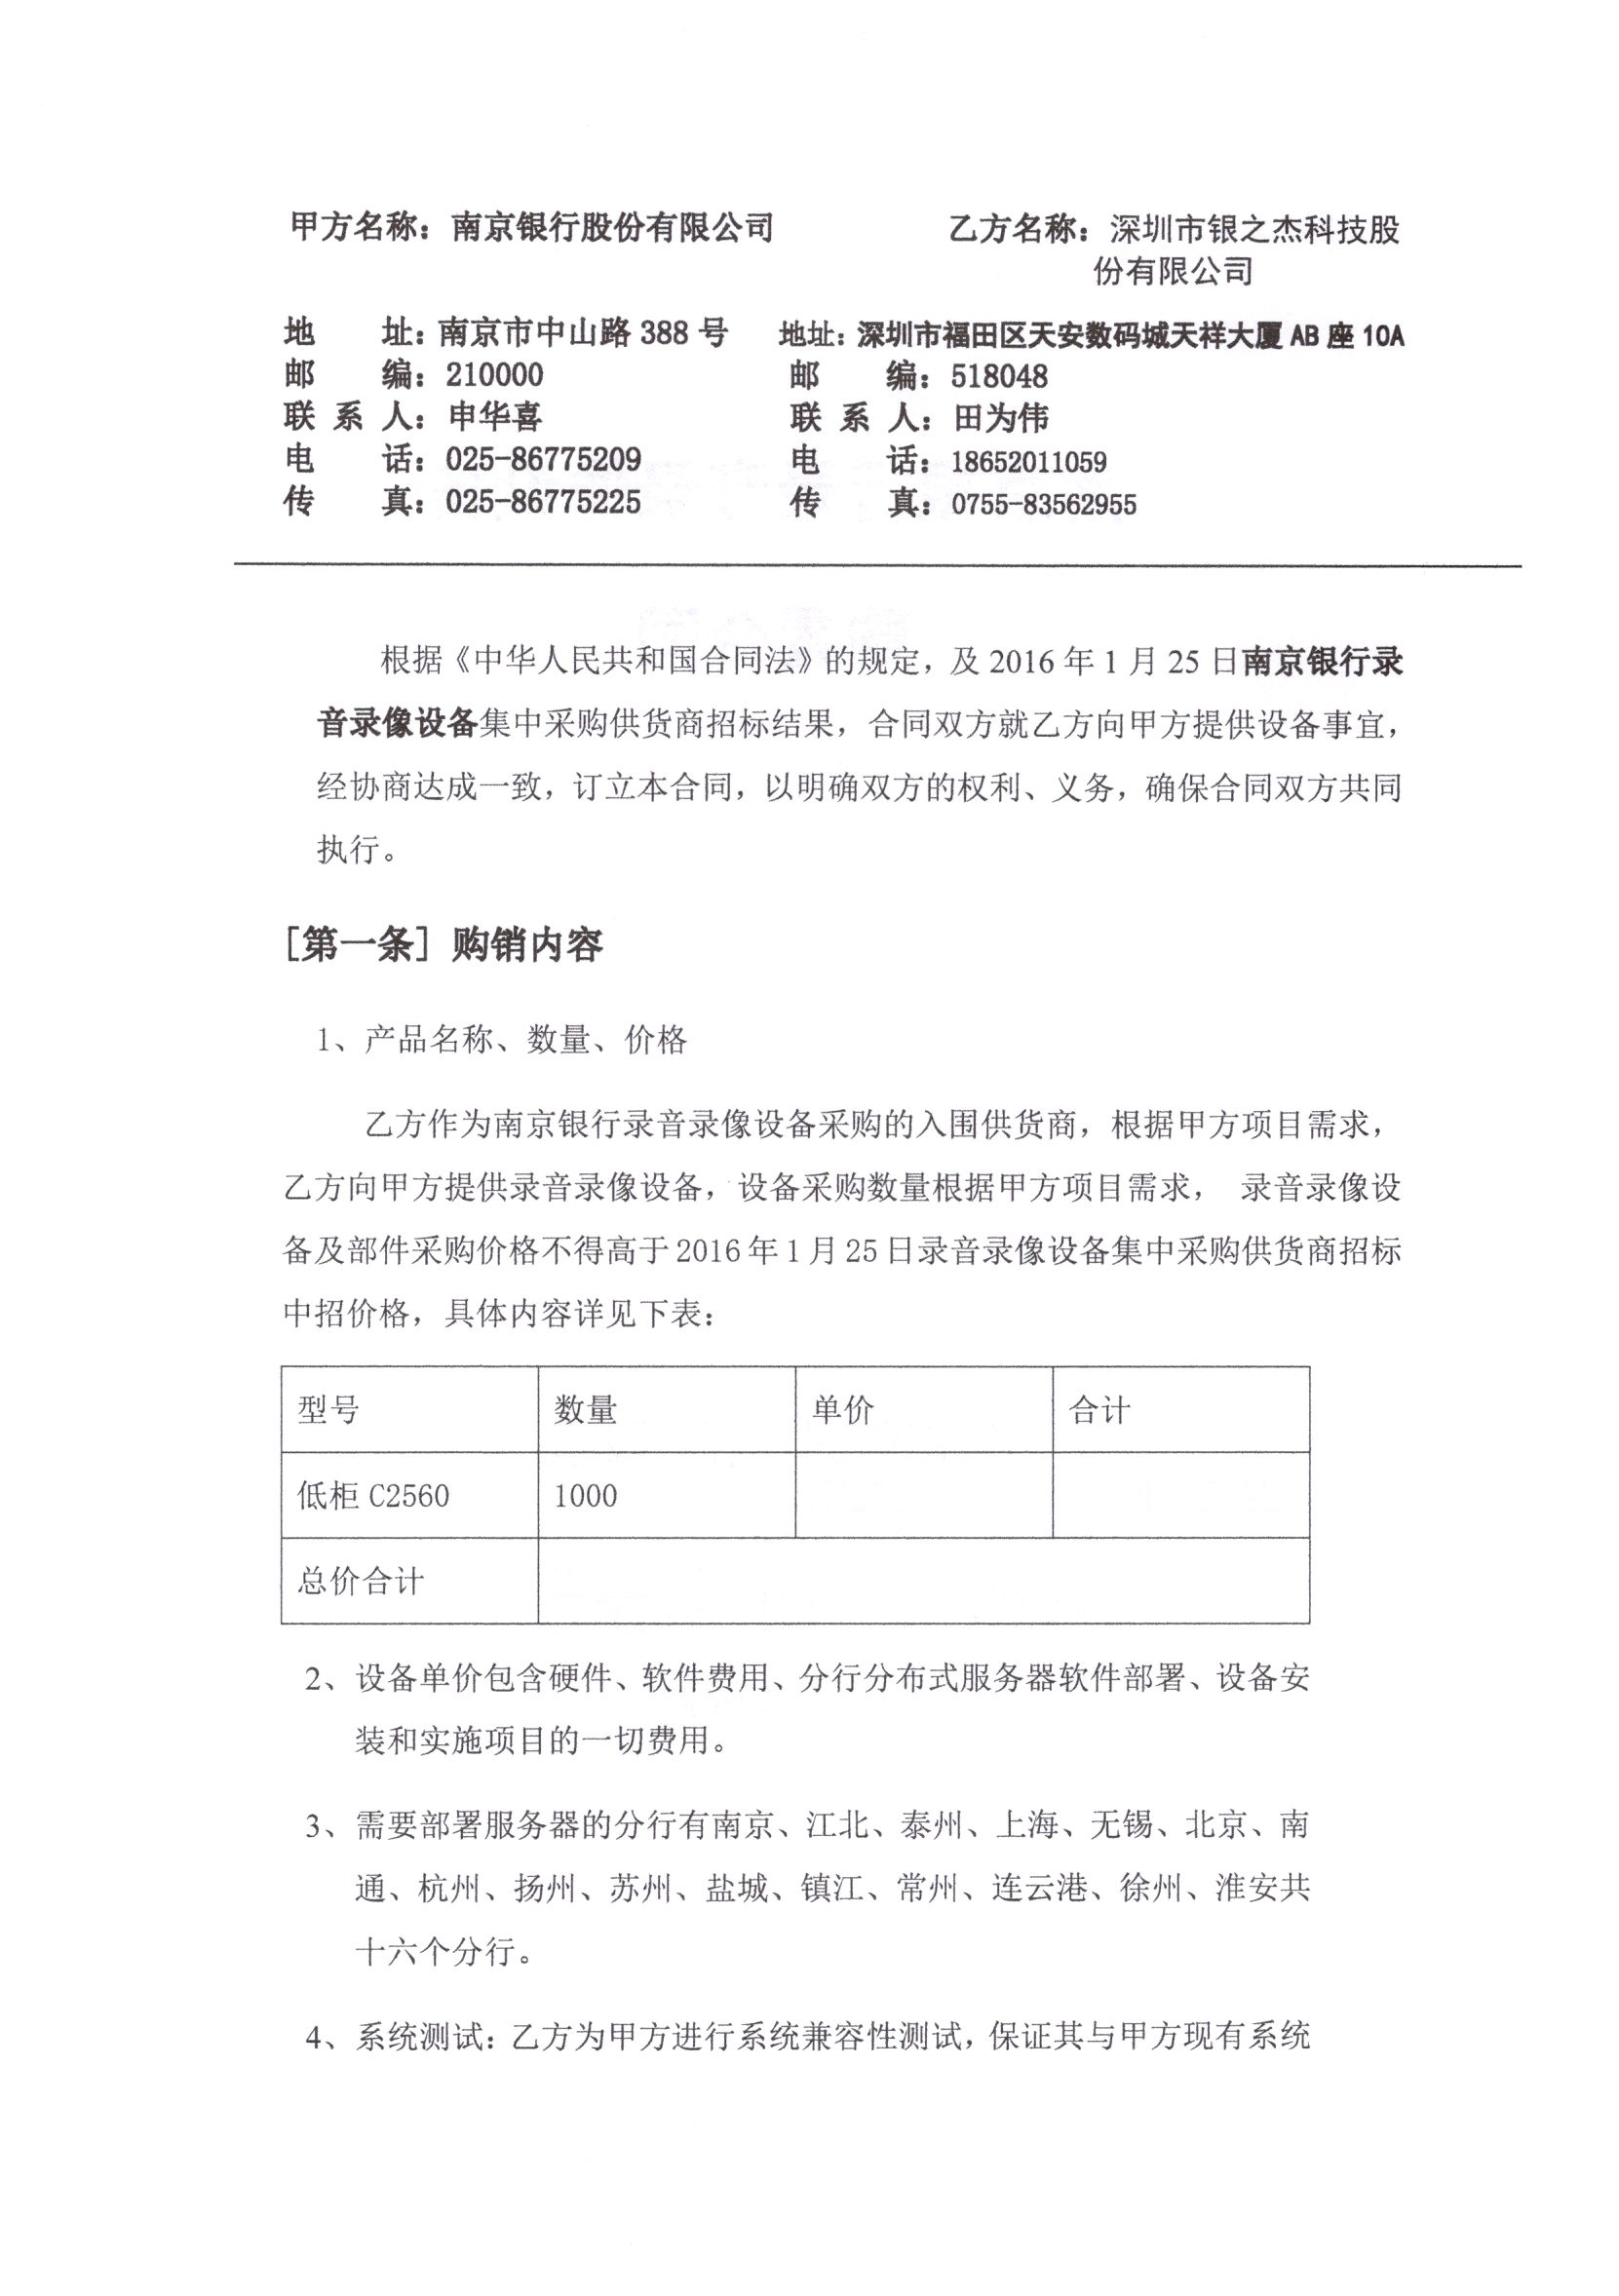 甲方名称：南京银行股份有限公司 乙方名称：深圳市银之杰科技股
份有限公司
地 址：南京市中山路 388 号 地址：深圳市福田区天安数码城天祥大厦 AB 座 10A
邮 编：210000 邮 编：518048
联 系 人：申华喜 联 系 人：田为伟
电 话：025-86775209 电 话：18652011059
传 真：025-86775225 传 真：0755-83562955
根据《中华人民共和国合同法》的规定，及 2016 年 1 月 25 日南京银行录
音录像设备集中采购供货商招标结果，合同双方就乙方向甲方提供设备事宜，
经协商达成一致，订立本合同，以明确双方的权利、义务，确保合同双方共同
执行。
[第一条] 购销内容
1、产品名称、数量、价格
乙方作为南京银行录音录像设备采购的入围供货商，根据甲方项目需求，
乙方向甲方提供录音录像设备，设备采购数量根据甲方项目需求， 录音录像设
备及部件采购价格不得高于 2016 年 1 月 25 日录音录像设备集中采购供货商招标
中招价格，具体内容详见下表：
型号 数量 单价 合计
低柜 C2560 1000
总价合计
2、设备单价包含硬件、软件费用、分行分布式服务器软件部署、设备安
装和实施项目的一切费用。
3、需要部署服务器的分行有南京、江北、泰州、上海、无锡、北京、南
通、杭州、扬州、苏州、盐城、镇江、常州、连云港、徐州、淮安共
十六个分行。
4、系统测试：乙方为甲方进行系统兼容性测试，保证其与甲方现有系统